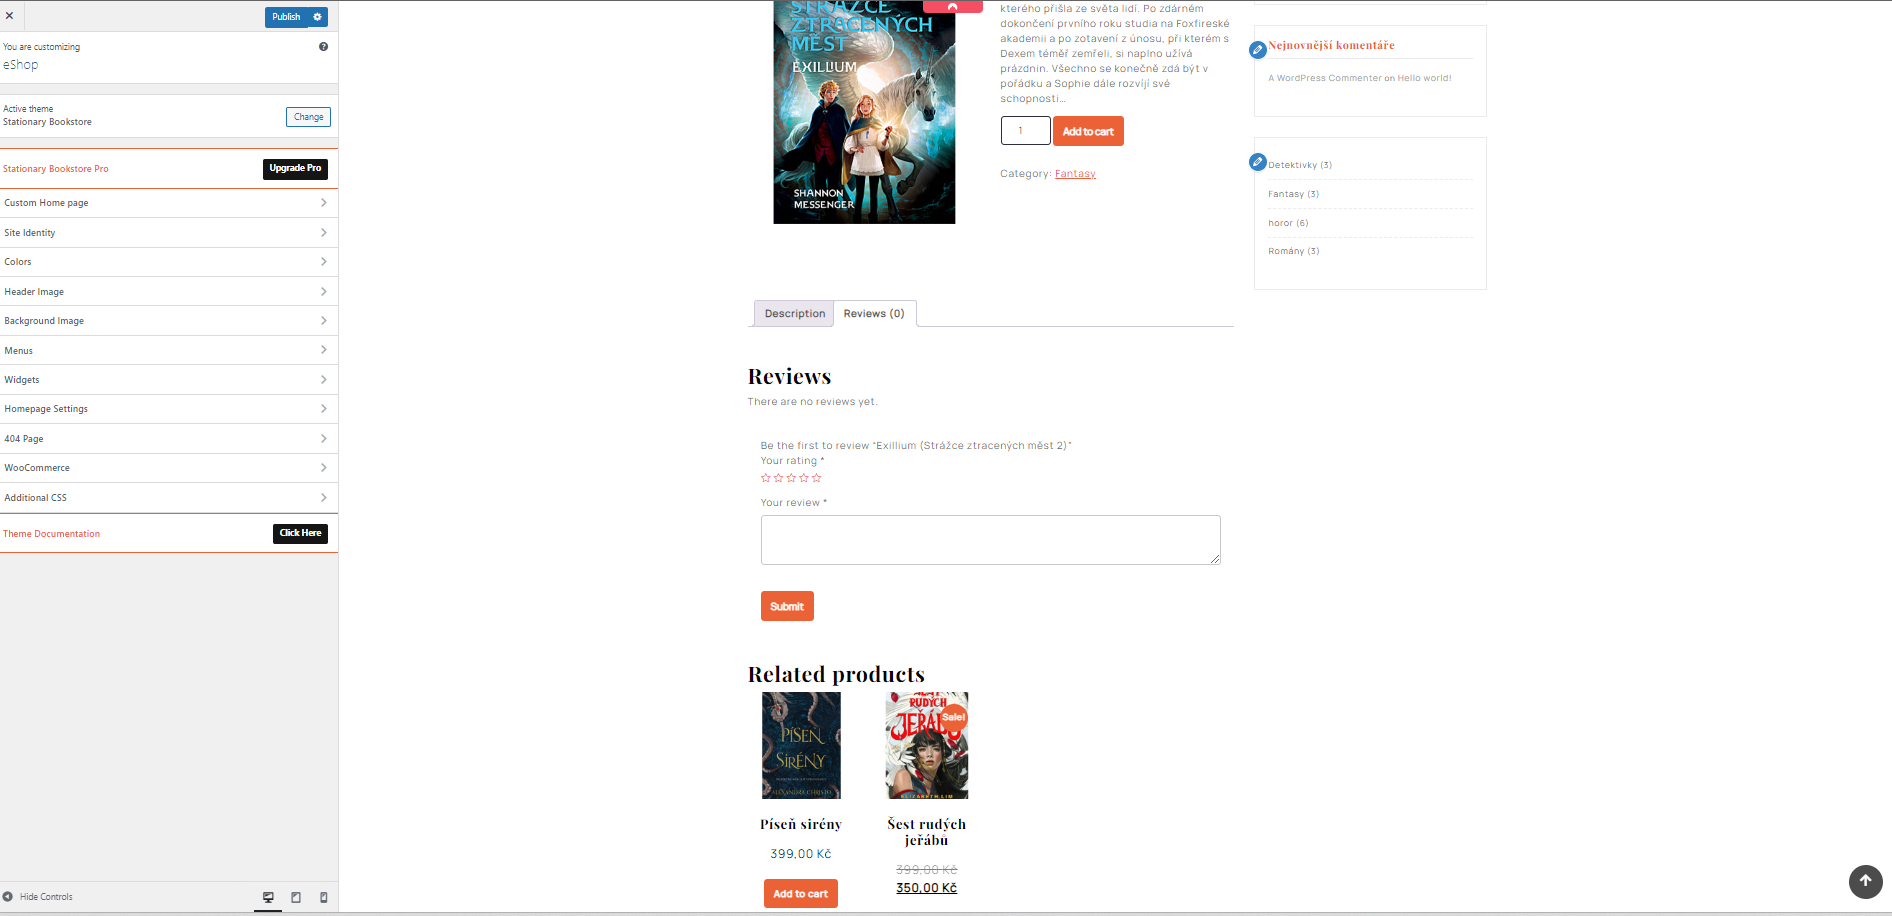 Publish
You are customizing
eShop
Active theme
Stationary Bookstore
Change
Stationary Bookstore Pro
Upgrade Pro
Custom Home page
Site Identity
Colors
Header Image
Background Image
Menus
Widgets
Homepage Settings
404 Page
WooCommerce
Additional CSS
Theme Documentation
Click Here
Hide Controls
STRÁŽCE
ZTRACENÝCH
MĚST
EXILLIUM
SHANNON
MESSENGER
kterého přišla ze světa lidí. Po zdárném
dokončení prvního roku studia na Foxfireské
akademii a po zotavení z únosu, při kterém s
Dexem téměř zemřeli, si naplno užívá
prázdnin. Všechno se konečně zdá být v
pořádku a Sophie dále rozvíjí své
schopnosti...
1
Add to cart
Category: Fantasy
Nejnovnější komentáře
A WordPress Commenter on Hello world!
Detektivky (3)
Fantasy (3)
horor (6)
Romány (3)
Description
Reviews (0)
Reviews
There are no reviews yet.
Be the first to review “Exillium (Strážce ztracených měst 2)”
Your rating *
Your review *
Submit
Related products
PÍSEŇ
SIRÉNY
ALEXANDRA CHRISTO
Píseň sirény
399,00 Kč
Add to cart
RUDÝCH
Sale!
ELIZABETH LIM
Šest rudých
jeřábů
399,00 Kč
350,00 Kč